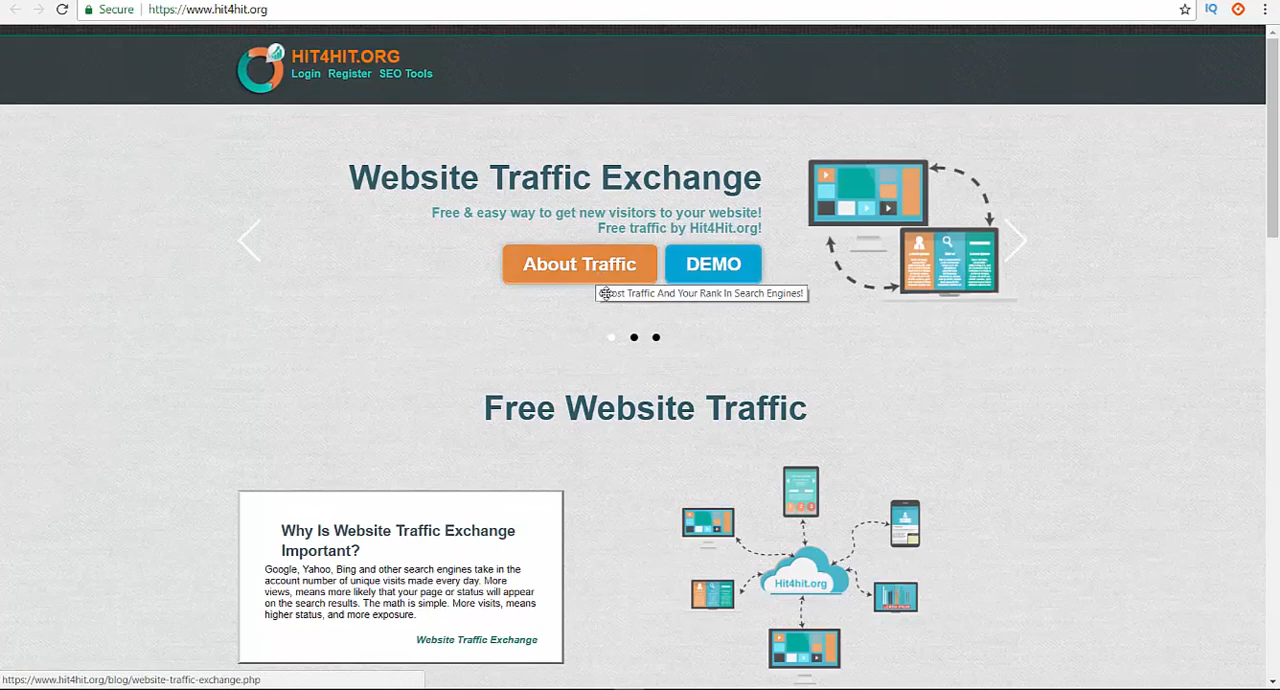 Secure https://www.hit4hit.org
HIT4HIT.ORG
Login Register SEO Tools
Website Traffic Exchange
Free & easy way to get new visitors to your website!
Free traffic by Hit4Hit.org!
About Traffic DEMO
Traffic And Your Rank In Search Engines!
Free Website Traffic
Why Is Website Traffic Exchange
Important?
Google, Yahoo, Bing and other search engines take in the
account number of unique visits made every day. More
views, means more likely that your page or status will appear
on the search results. The math is simple. More visits, means
higher status, and more exposure.
Website Traffic Exchange
Hit4hit.org
https://www.hit4hit.org/blog/website-traffic-exchange.php